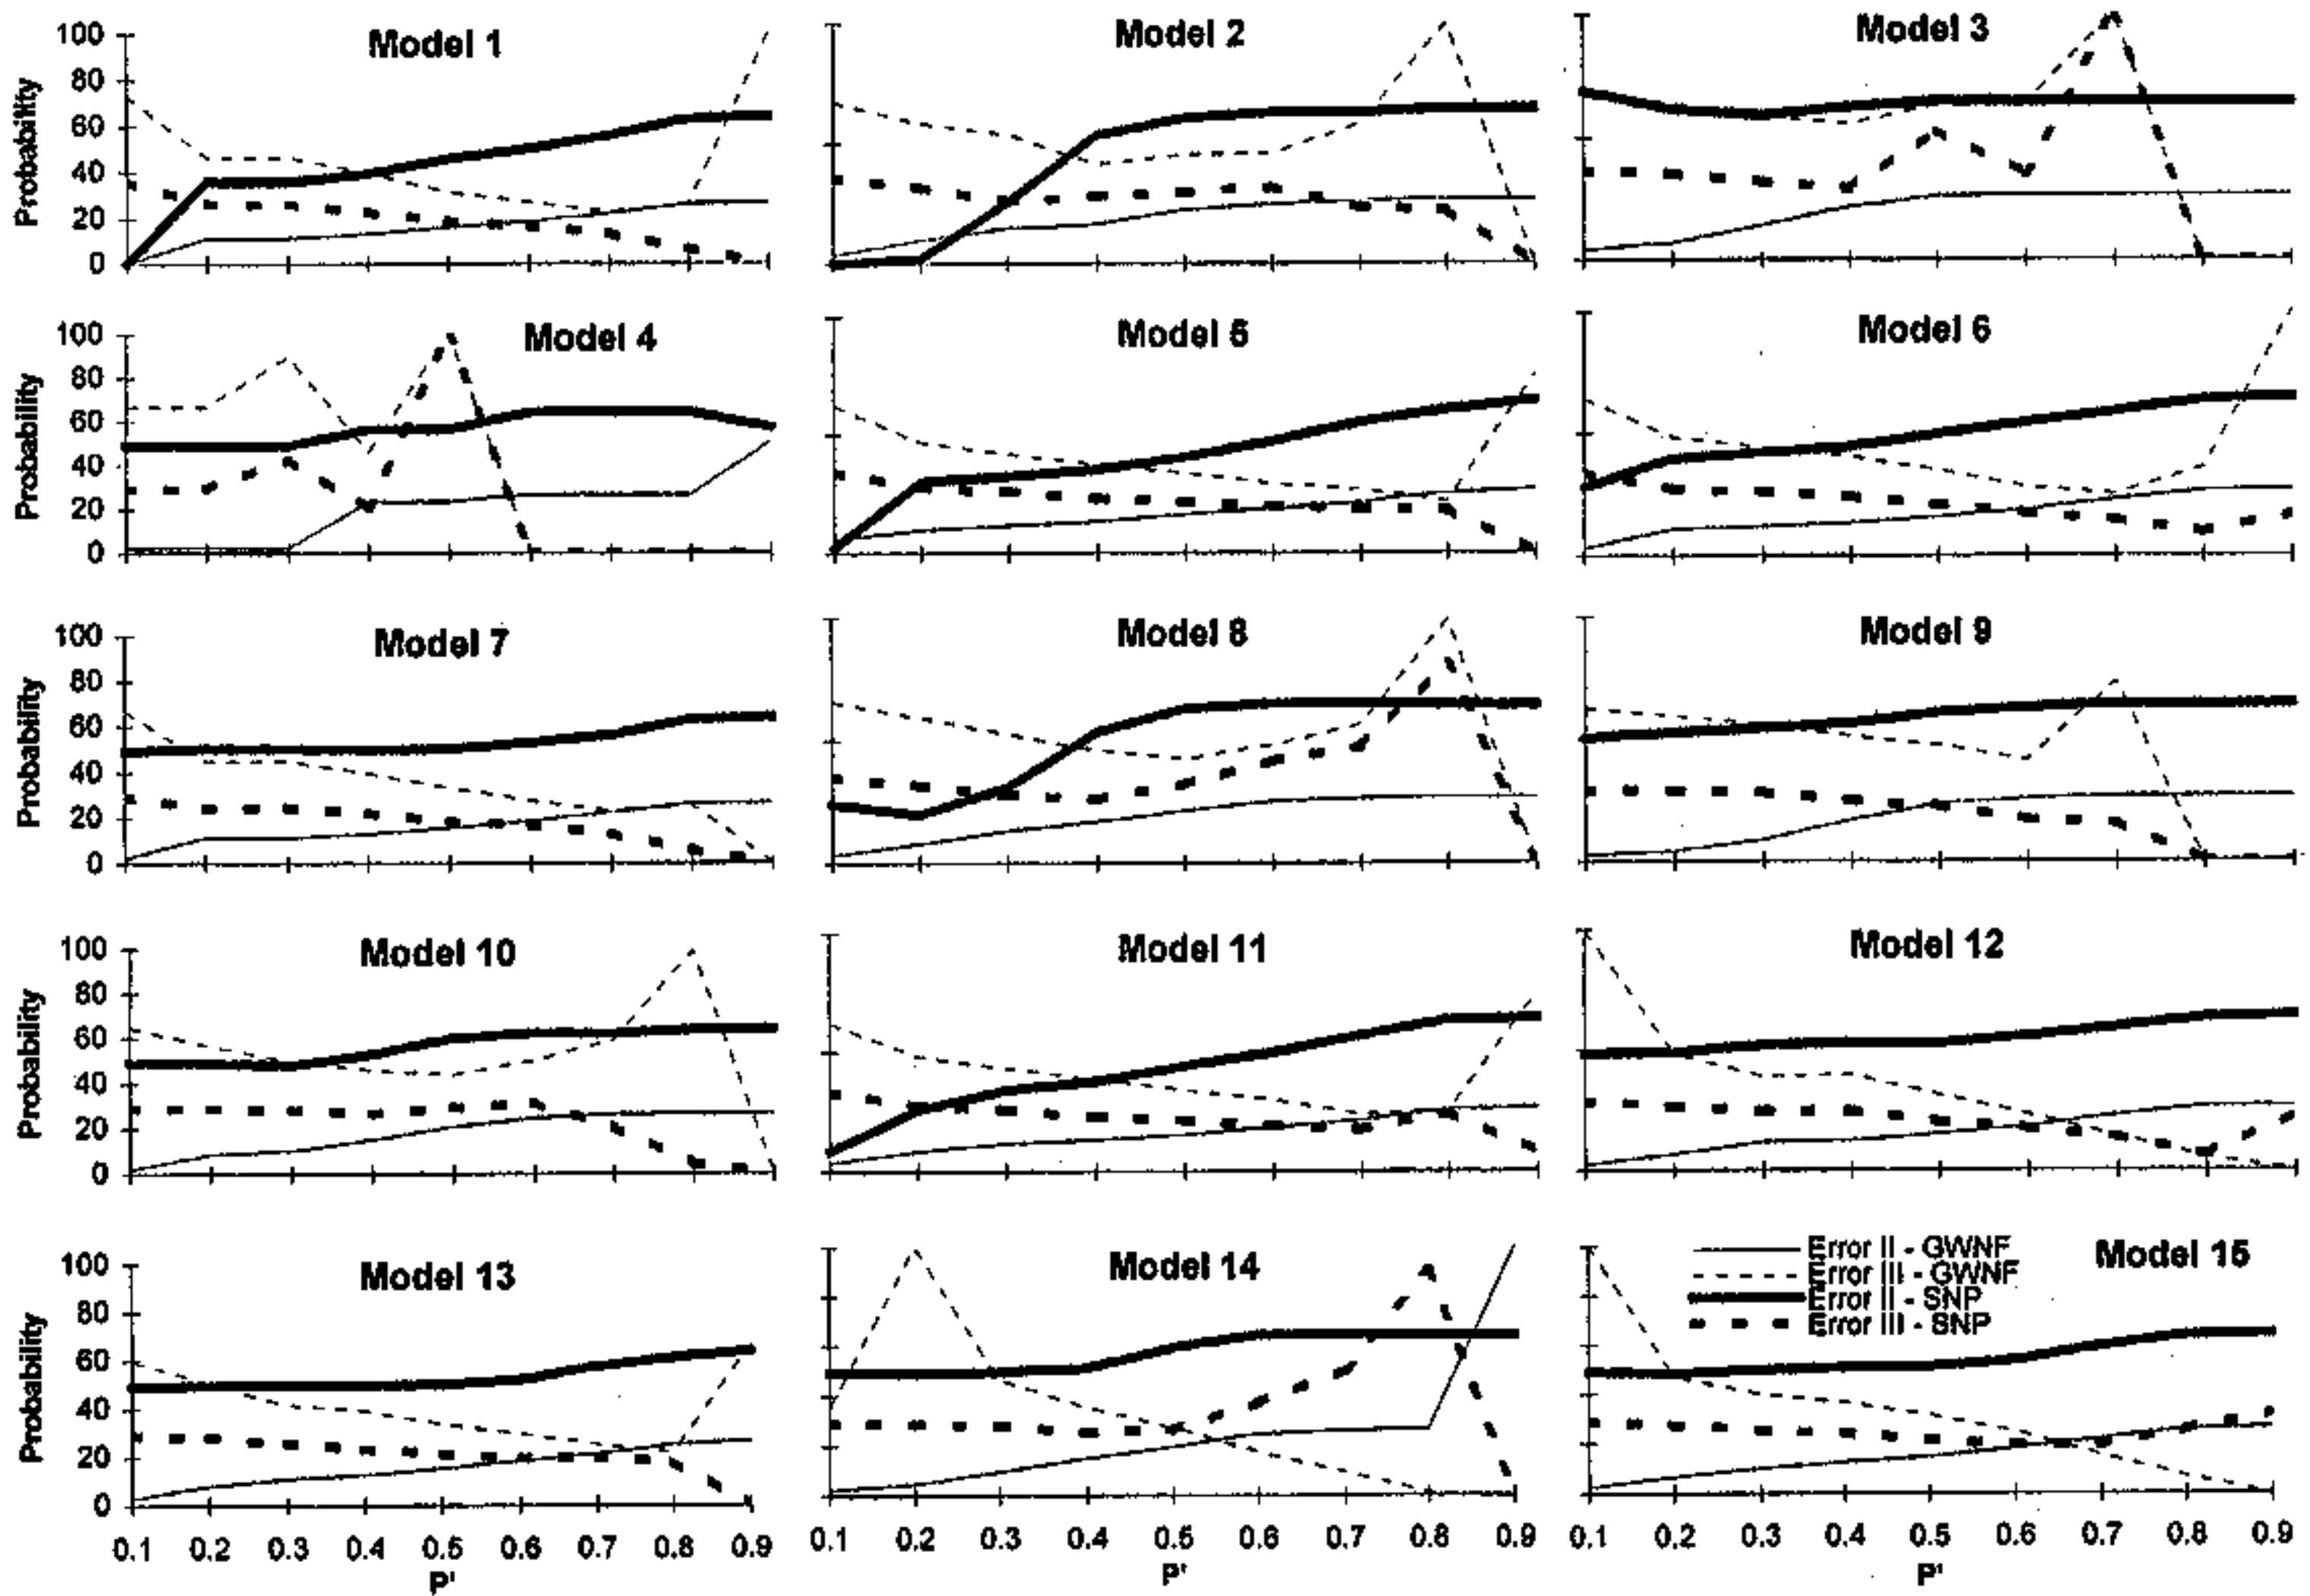 Model 1
Model 2
Model 3
Probability
100
80
60
40
20
0
Model 4
Model 5
Model 6
Probability
100
80
60
40
20
0
Model 7
Model 8
Model 9
Probability
100
80
60
40
20
0
Model 10
Model 11
Model 12
Probability
100
80
60
40
20
0
Model 13
Model 14
Model 15
Error II - GWNF
Error III - GWNF
Error II - SNP
Error III - SNP
Probability
100
80
60
40
20
0
0.1 0.2 0.3 0.4 0.5 0.6 0.7 0.8 0.9
0.1 0.2 0.3 0.4 0.5 0.6 0.7 0.8 0.9
0.1 0.2 0.3 0.4 0.5 0.6 0.7 0.8 0.9
P'
P'
P'